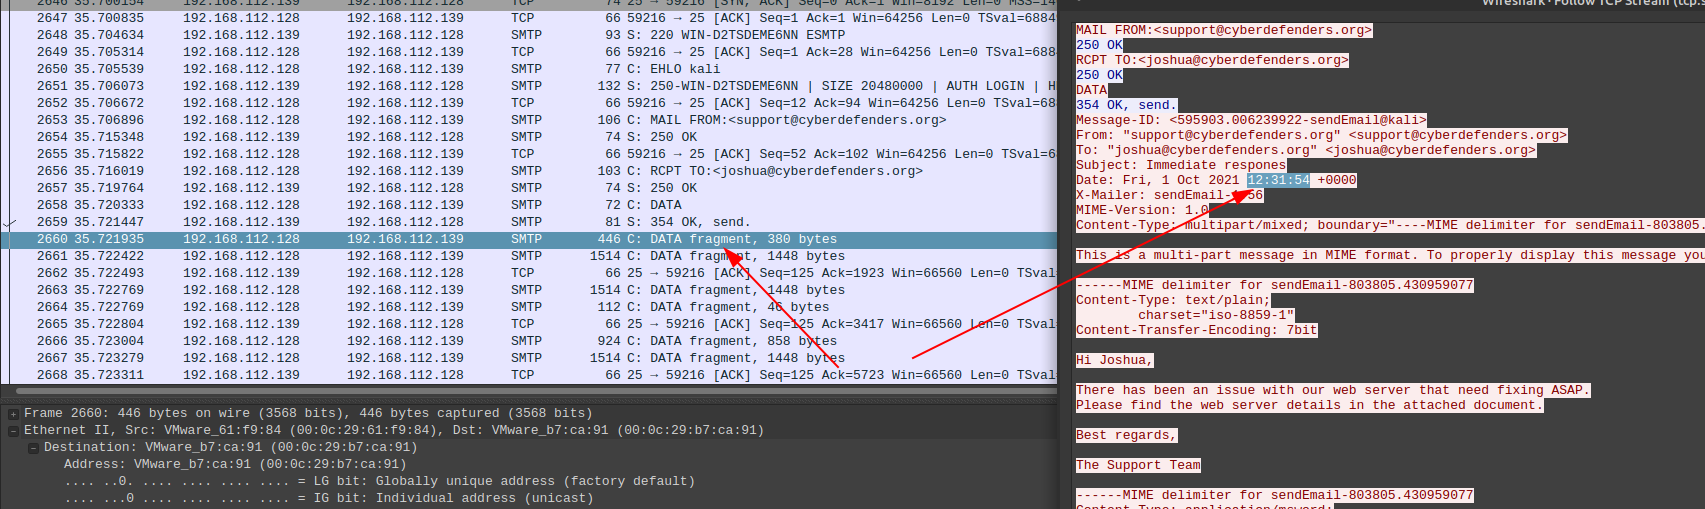 2646 35.700154 192.168.112.139 192.168.112.128 TCP 74 25 → 59216 [SYN, ACK] Seq=0 Ack=1 Win=8192 Len=0
2647 35.700835 192.168.112.128 192.168.112.139 TCP 66 59216 → 25 [ACK] Seq=1 Ack=1 Win=64256 Len=0
2648 35.704634 192.168.112.139 192.168.112.128 SMTP 93 S: 220 WIN-D2TSDEME6NN ESMTP
2649 35.705314 192.168.112.128 192.168.112.139 TCP 66 59216 → 25 [ACK] Seq=1 Ack=28 Win=64256 Len=0
2650 35.705539 192.168.112.128 192.168.112.139 SMTP 77 C: EHLO kali
2651 35.706073 192.168.112.139 192.168.112.128 SMTP 132 S: 250-WIN-D2TSDEME6NN | SIZE 20480000 | AUTH LOGIN |
2652 35.706672 192.168.112.128 192.168.112.139 TCP 66 59216 → 25 [ACK] Seq=12 Ack=94 Win=64256 Len=0
2653 35.706896 192.168.112.128 192.168.112.139 SMTP 106 C: MAIL FROM:<support@cyberdefenders.org>
2654 35.715348 192.168.112.139 192.168.112.128 SMTP 74 S: 250 OK
2655 35.715822 192.168.112.128 192.168.112.139 TCP 66 59216 → 25 [ACK] Seq=52 Ack=102 Win=64256 Len=0
2656 35.716019 192.168.112.128 192.168.112.139 SMTP 103 C: RCPT TO:<joshua@cyberdefenders.org>
2657 35.719764 192.168.112.139 192.168.112.128 SMTP 74 S: 250 OK
2658 35.720333 192.168.112.128 192.168.112.139 SMTP 72 C: DATA
2659 35.721447 192.168.112.139 192.168.112.128 SMTP 81 S: 354 OK, send.
2660 35.721935 192.168.112.128 192.168.112.139 SMTP 446 C: DATA fragment, 380 bytes
2661 35.722422 192.168.112.128 192.168.112.139 SMTP 1514 C: DATA fragment, 1448 bytes
2662 35.722493 192.168.112.139 192.168.112.128 TCP 66 25 → 59216 [ACK] Seq=125 Ack=1923 Win=66560 Len=0
2663 35.722769 192.168.112.128 192.168.112.139 SMTP 1514 C: DATA fragment, 1448 bytes
2664 35.722769 192.168.112.128 192.168.112.139 SMTP 112 C: DATA fragment, 46 bytes
2665 35.722804 192.168.112.139 192.168.112.128 TCP 66 25 → 59216 [ACK] Seq=125 Ack=3417 Win=66560 Len=0
2666 35.723004 192.168.112.128 192.168.112.139 SMTP 924 C: DATA fragment, 858 bytes
2667 35.723279 192.168.112.128 192.168.112.139 SMTP 1514 C: DATA fragment, 1448 bytes
2668 35.723311 192.168.112.139 192.168.112.128 TCP 66 25 → 59216 [ACK] Seq=125 Ack=5723 Win=66560 Len=0
Frame 2660: 446 bytes on wire (3568 bits), 446 bytes captured (3568 bits)
Ethernet II, Src: VMware_61:f9:84 (00:0c:29:61:f9:84), Dst: VMware_b7:ca:91 (00:0c:29:b7:ca:91)
Destination: VMware_b7:ca:91 (00:0c:29:b7:ca:91)
Address: VMware_b7:ca:91 (00:0c:29:b7:ca:91)
.... ..0. .... .... .... .... = LG bit: Globally unique address (factory default)
.... ...0 .... .... .... .... = IG bit: Individual address (unicast)
Wireshark · Follow TCP Stream (tcp.s
MAIL FROM:<support@cyberdefenders.org>
250 OK
RCPT TO:<joshua@cyberdefenders.org>
250 OK
DATA
354 OK, send.
Message-ID: <595903.006239922-sendEmail@kali>
From: "support@cyberdefenders.org" <support@cyberdefenders.org>
To: "joshua@cyberdefenders.org" <joshua@cyberdefenders.org>
Subject: Immediate respones
Date: Fri, 1 Oct 2021 12:31:54 +0000
X-Mailer: sendEmail-1.56
MIME-Version: 1.0
Content-Type: multipart/mixed; boundary="----MIME delimiter for sendEmail-803805.
This is a multi-part message in MIME format. To properly display this message you
------MIME delimiter for sendEmail-803805.430959077
Content-Type: text/plain;
charset="iso-8859-1"
Content-Transfer-Encoding: 7bit
Hi Joshua,
There has been an issue with our web server that need fixing ASAP.
Please find the web server details in the attached document.
Best regards,
The Support Team
------MIME delimiter for sendEmail-803805.430959077
Content-Type: application/msword;